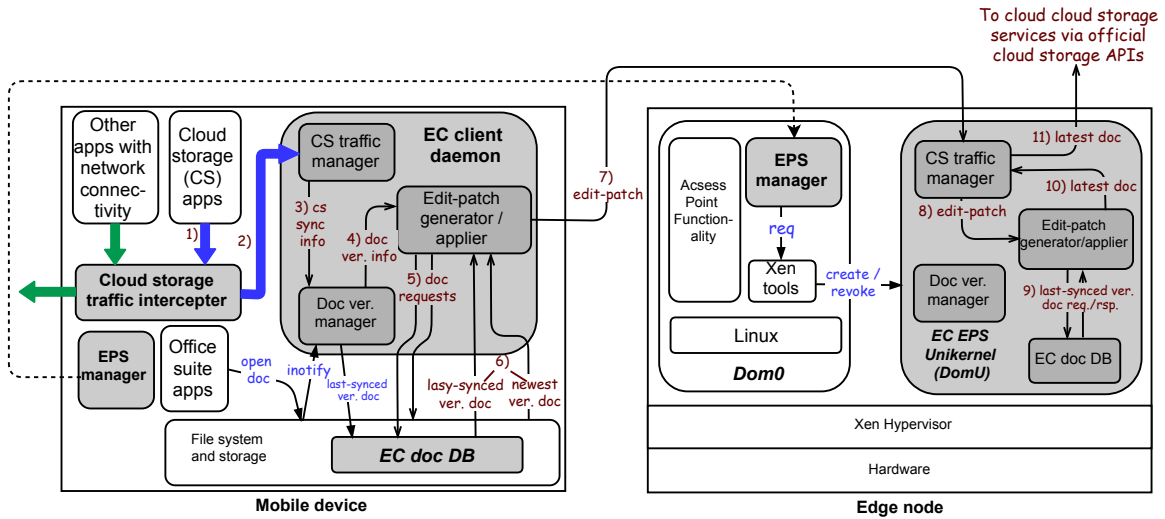 To cloud cloud storage
services via official
cloud storage APIs
Other
apps with
network
connec-
tivity
Cloud
storage
(CS)
apps
1)
2)
Cloud storage
traffic intercepter
EPS
manager
Office
suite
apps
open
doc
inotify
CS traffic
manager
EC client
daemon
3) cs
sync
info
4) doc
ver. info
Edit-patch
generator /
applier
5) doc
requests
Doc ver.
manager
last-synced
ver. doc
6)
lasy-synced
ver. doc
newest
ver. doc
File system
and storage
EC doc DB
Mobile device
7)
edit-patch
Acsess
Point
Function-
ality
EPS
manager
req
Xen
tools
create /
revoke
Linux
Dom0
CS traffic
manager
11) latest doc
10) latest doc
8) edit-patch
Edit-patch
generator/applier
Doc ver.
manager
9) last-synced ver.
doc req./rsp.
EC EPS
Unikernel
(DomU)
EC doc DB
Xen Hypervisor
Hardware
Edge node